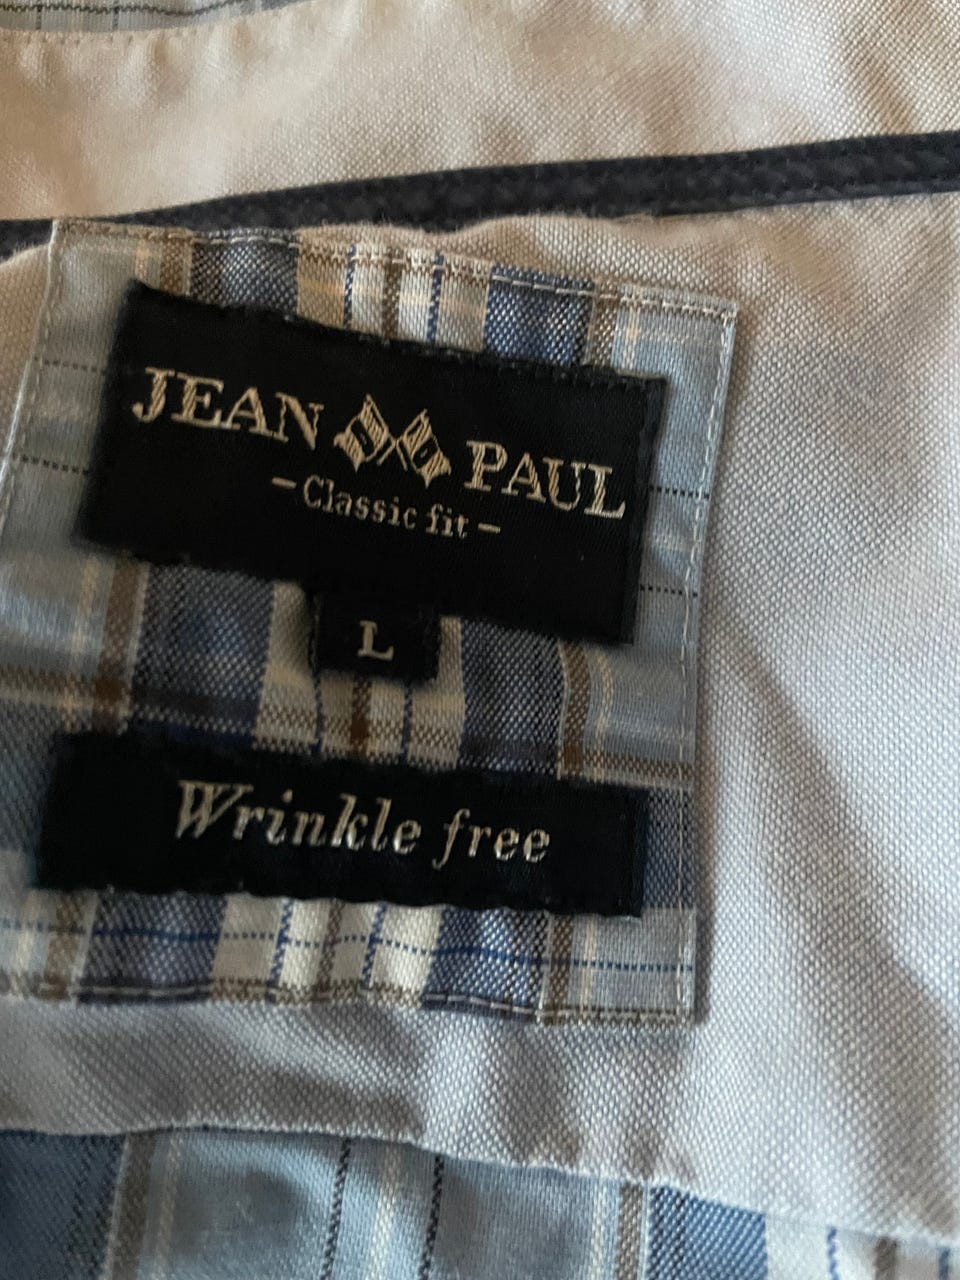 JEAN PAUL
-Classic fit-
L
Wrinkle free